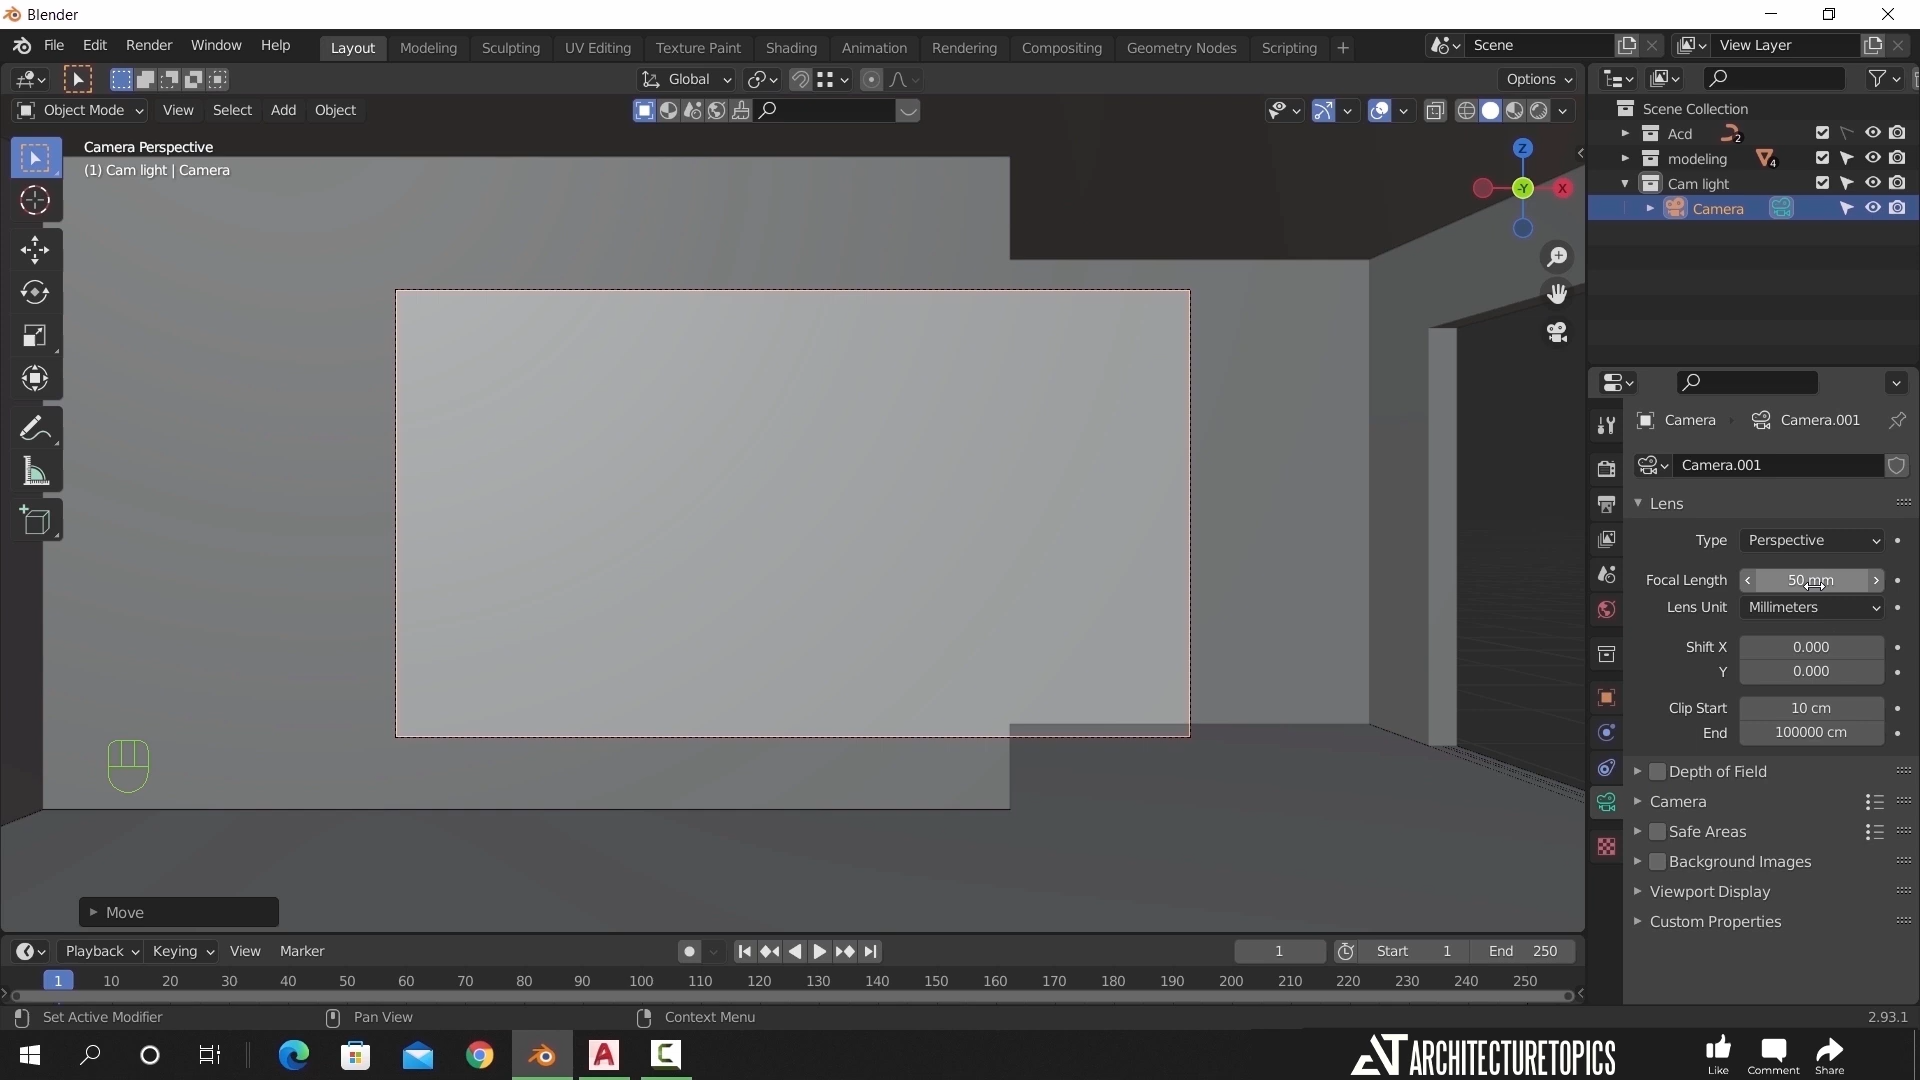 Blender
File Edit Render Window Help
Layout Modeling Sculpting UV Editing Texture Paint Shading Animation Rendering Compositing Geometry Nodes Scripting
Scene View Layer
Global Options
Object Mode View Select Add Object
Camera Perspective
(1) Cam light | Camera
Z
-Y
X
Scene Collection
Acd 2
modeling 4
Cam light
Camera
Camera Camera.001
Camera.001
Lens
Type Perspective
Focal Length 50 mm
Lens Unit Millimeters
Shift X 0.000
Y 0.000
Clip Start 10 cm
End 100000 cm
Depth of Field
Camera
Safe Areas
Background Images
Viewport Display
Custom Properties
Move
Playback Keying View Marker 1 Start 1 End 250
1 10 20 30 40 50 60 70 80 90 100 110 120 130 140 150 160 170 180 190 200 210 220 230 240 250
Set Active Modifier Pan View Context Menu 2.93.1
ARCHITECTURETOPICS
Like Comment Share